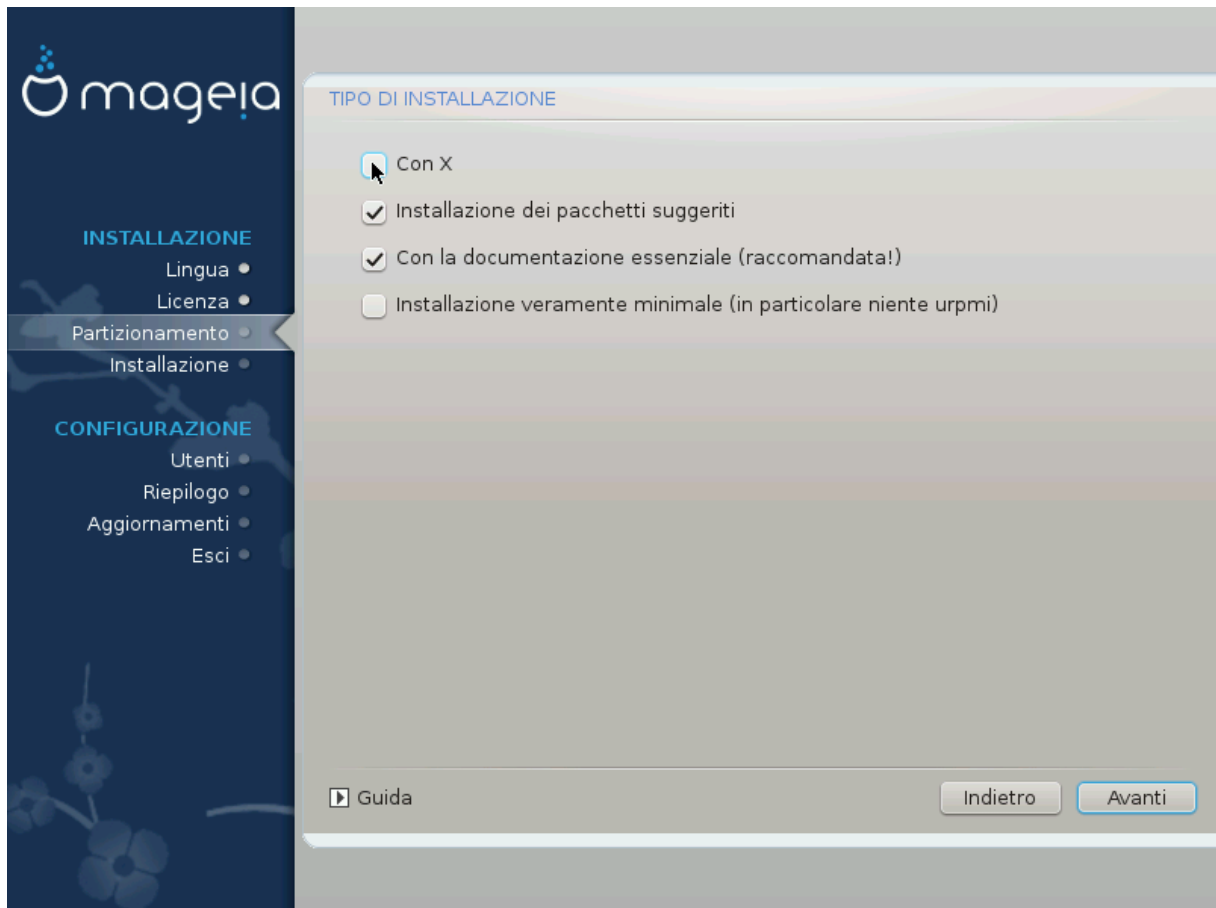 mageia
INSTALLAZIONE
Lingua
Licenza
Partizionamento
Installazione
CONFIGURAZIONE
Utenti
Riepilogo
Aggiornamenti
Esci
TIPO DI INSTALLAZIONE
Con X
Installazione dei pacchetti suggeriti
Con la documentazione essenziale (raccomandata!)
Installazione veramente minimale (in particolare niente urpmi)
Guida
Indietro
Avanti